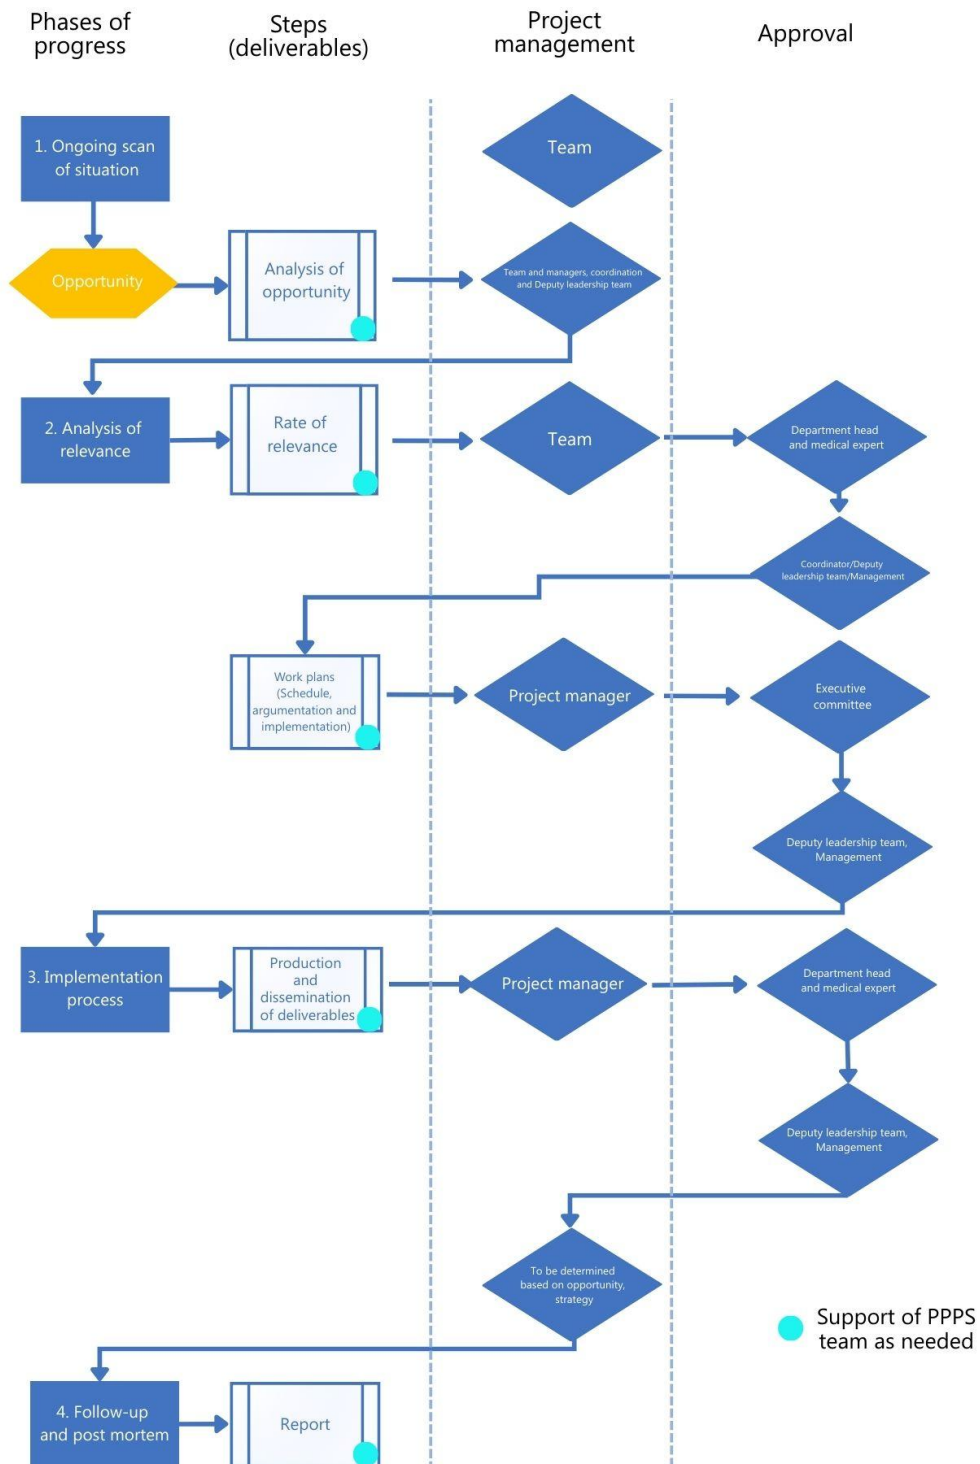 Phases of
progress
Steps
(deliverables)
Project
management
Approval
1. Ongoing scan
of situation
Team
Opportunity
Analysis of
opportunity
Team and managers, coordination
and Deputy leadership team
2. Analysis of
relevance
Rate of
relevance
Team
Department head
and medical expert
Coordinator/Deputy
leadership team/Management
Work plans
(Schedule,
argumentation and
implementation)
Project manager
Executive
committee
Deputy leadership team,
Management
3. Implementation
process
Production
and
dissemination
of deliverables
Project manager
Department head
and medical expert
Deputy leadership team,
Management
To be determined
based on opportunity,
strategy
Support of PPPS
team as needed
4. Follow-up
and post mortem
Report